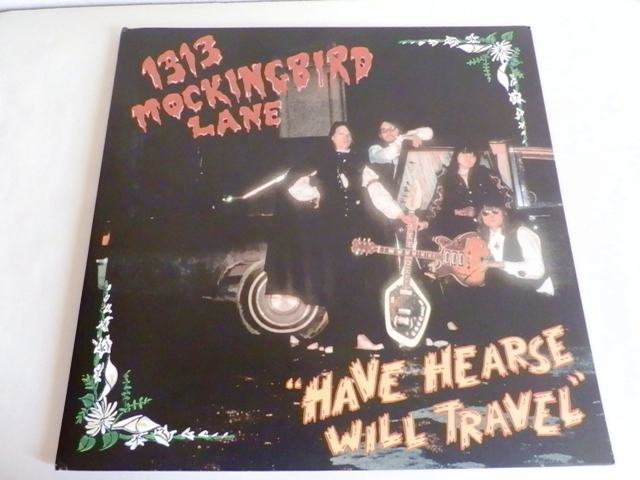 1313
MOCKINGBIRD
LANE
"HAVE HEARSE
WILL TRAVEL"